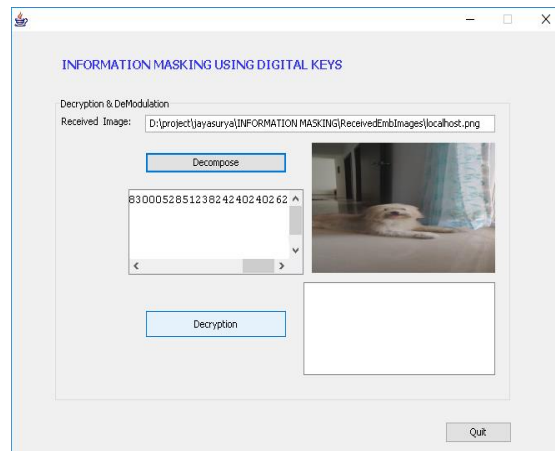 INFORMATION MASKING USING DIGITAL KEYS
Decryption & DeModulation
Received Image:
D:\project\jayasurya\INFORMATION MASKING\ReceivedEmbImages\localhost.png
Decompose
83000528512382424024026​2
Decryption
Quit